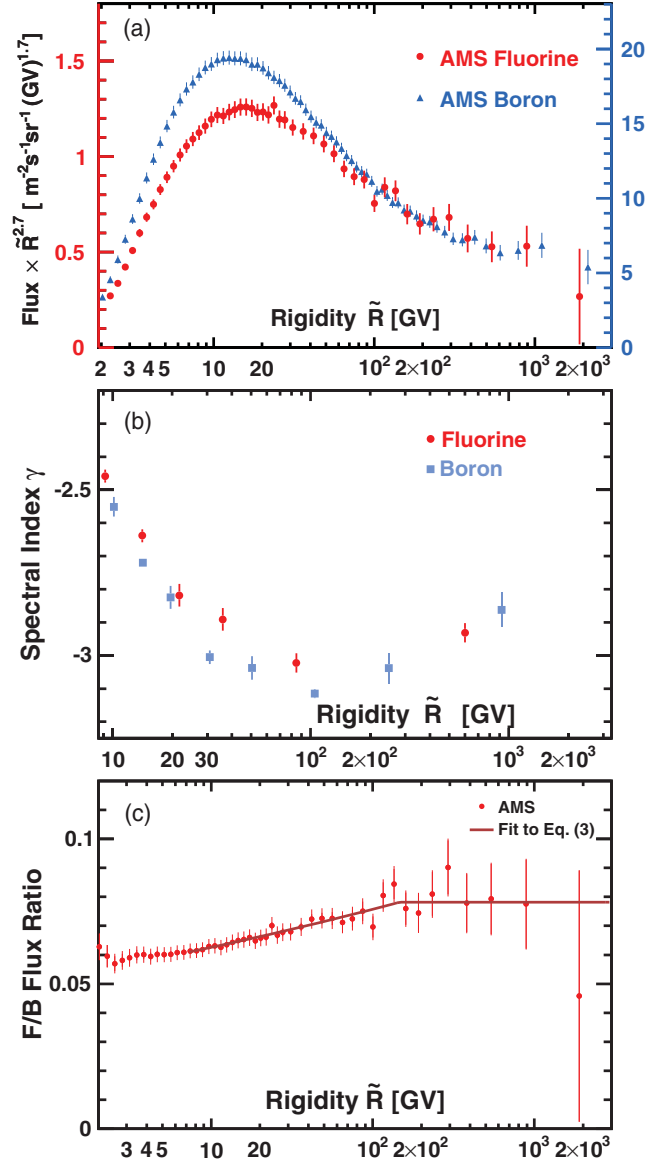 (a)
AMS Fluorine
AMS Boron
Flux × R̃^2.7 [ m^-2s^-1sr^-1(GV)^1.7]
1.5
1
0.5
0
20
15
10
5
0
Rigidity R̃ [GV]
2 3 4 5 10 20 10^2 2×10^2 10^3 2×10^3
(b)
Fluorine
Boron
Spectral Index γ
-2.5
-3
Rigidity R̃ [GV]
10 20 30 10^2 2×10^2 10^3 2×10^3
(c)
AMS
Fit to Eq. (3)
F/B Flux Ratio
0.1
0.05
0
Rigidity R̃ [GV]
3 4 5 10 20 10^2 2×10^2 10^3 2×10^3